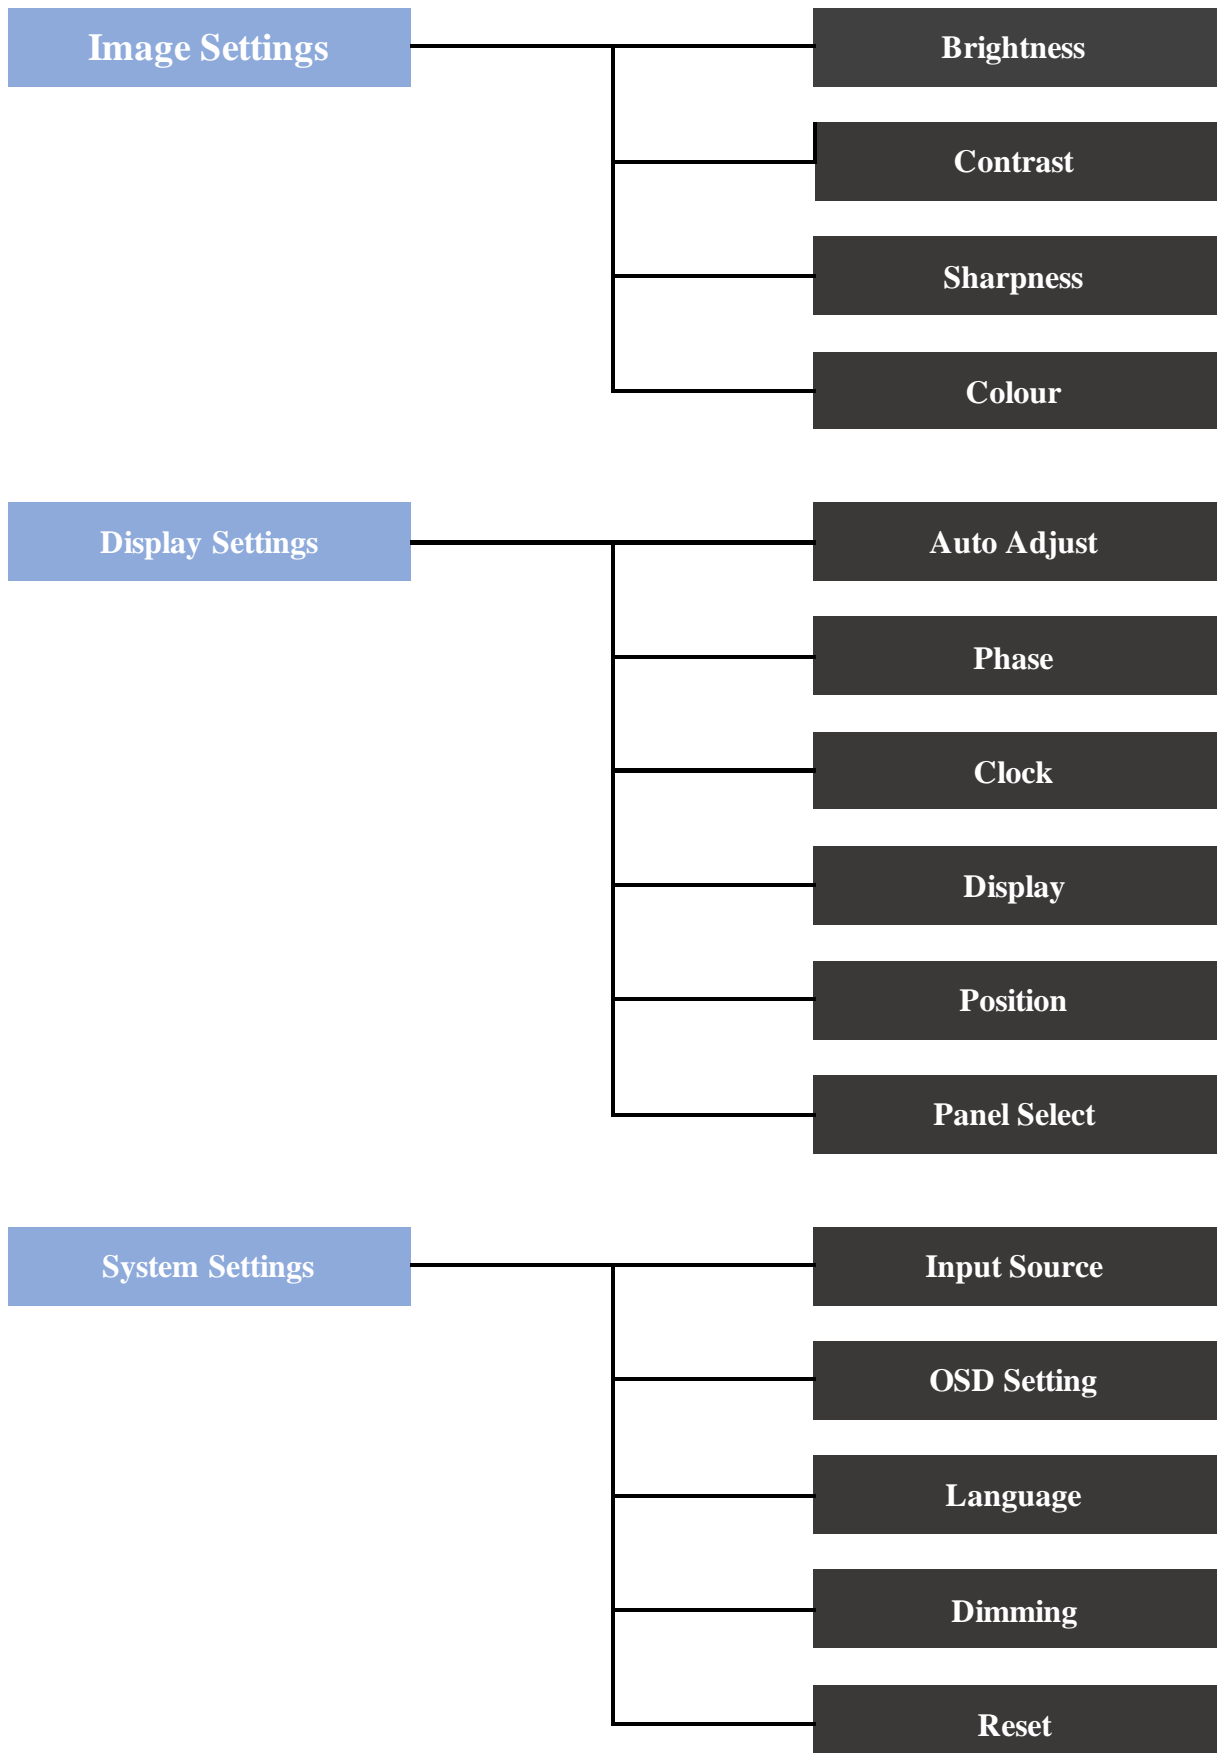 Image Settings
Brightness
Contrast
Sharpness
Colour
Display Settings
Auto Adjust
Phase
Clock
Display
Position
Panel Select
System Settings
Input Source
OSD Setting
Language
Dimming
Reset